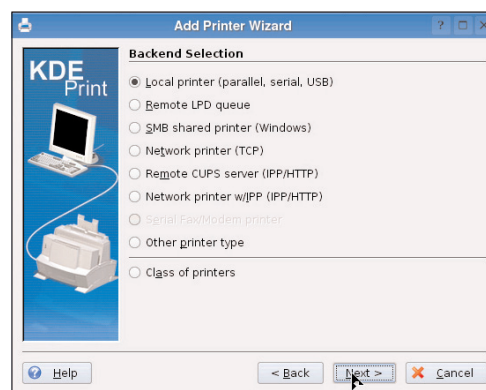 Add Printer Wizard
KDE
Print
Backend Selection
Local printer (parallel, serial, USB)
Remote LPD queue
SMB shared printer (Windows)
Network printer (TCP)
Remote CUPS server (IPP/HTTP)
Network printer w/IPP (IPP/HTTP)
Serial Fax/Modem printer
Other printer type
Class of printers
Help
< Back
Next >
Cancel